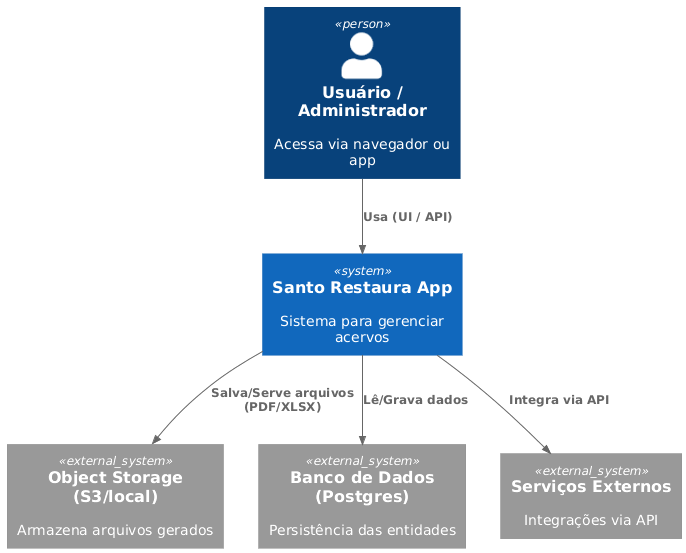 «person»
Usuário /
Administrador
Acessa via navegador ou
app
Usa (UI / API)
«system»
Santo Restaura App
Sistema para gerenciar
acervos
Salva/Serve arquivos
(PDF/XLSX)
Lê/Grava dados
Integra via API
«external_system»
Object Storage
(S3/local)
Armazena arquivos gerados
«external_system»
Banco de Dados
(Postgres)
Persistência das entidades
«external_system»
Serviços Externos
Integrações via API